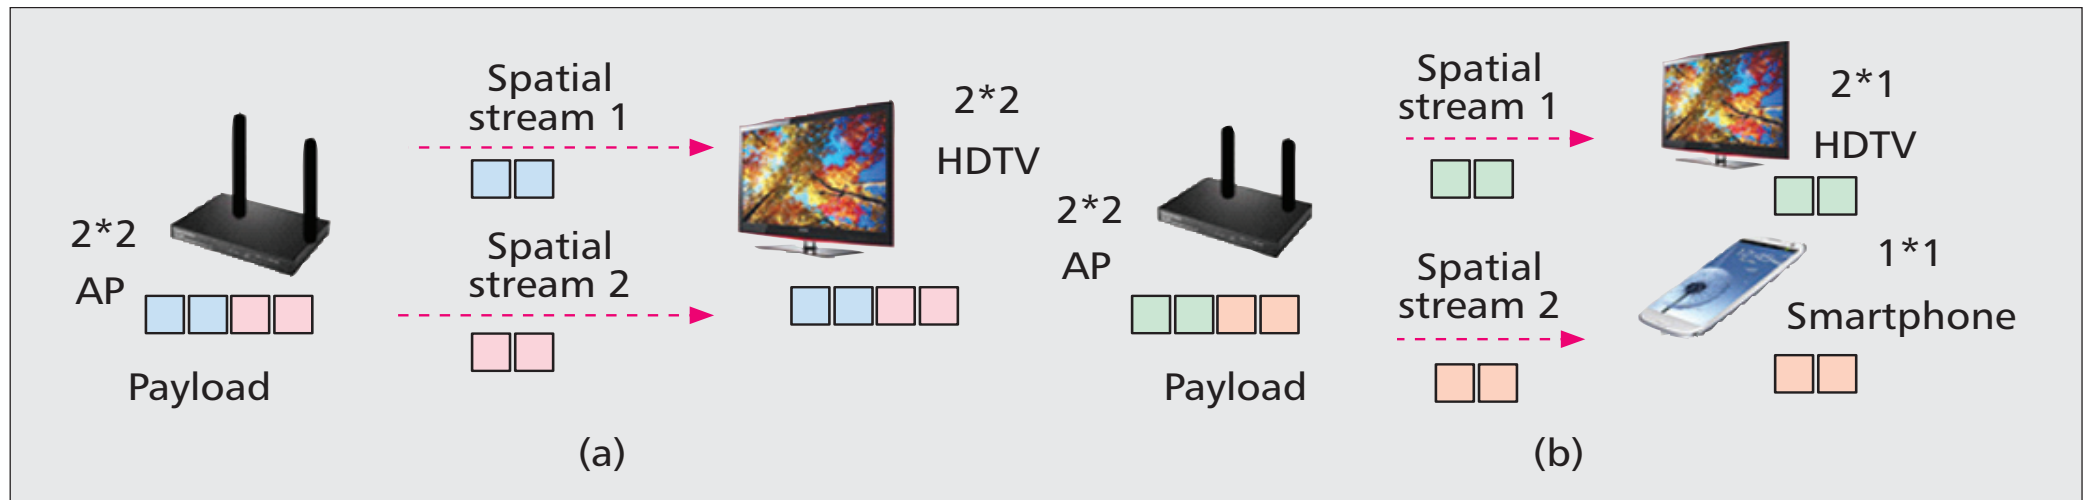 Spatial
stream 1
2*2
HDTV
2*2
AP
Spatial
stream 2
Payload
(a)
Spatial
stream 1
2*1
HDTV
2*2
AP
Spatial
stream 2
1*1
Smartphone
Payload
(b)